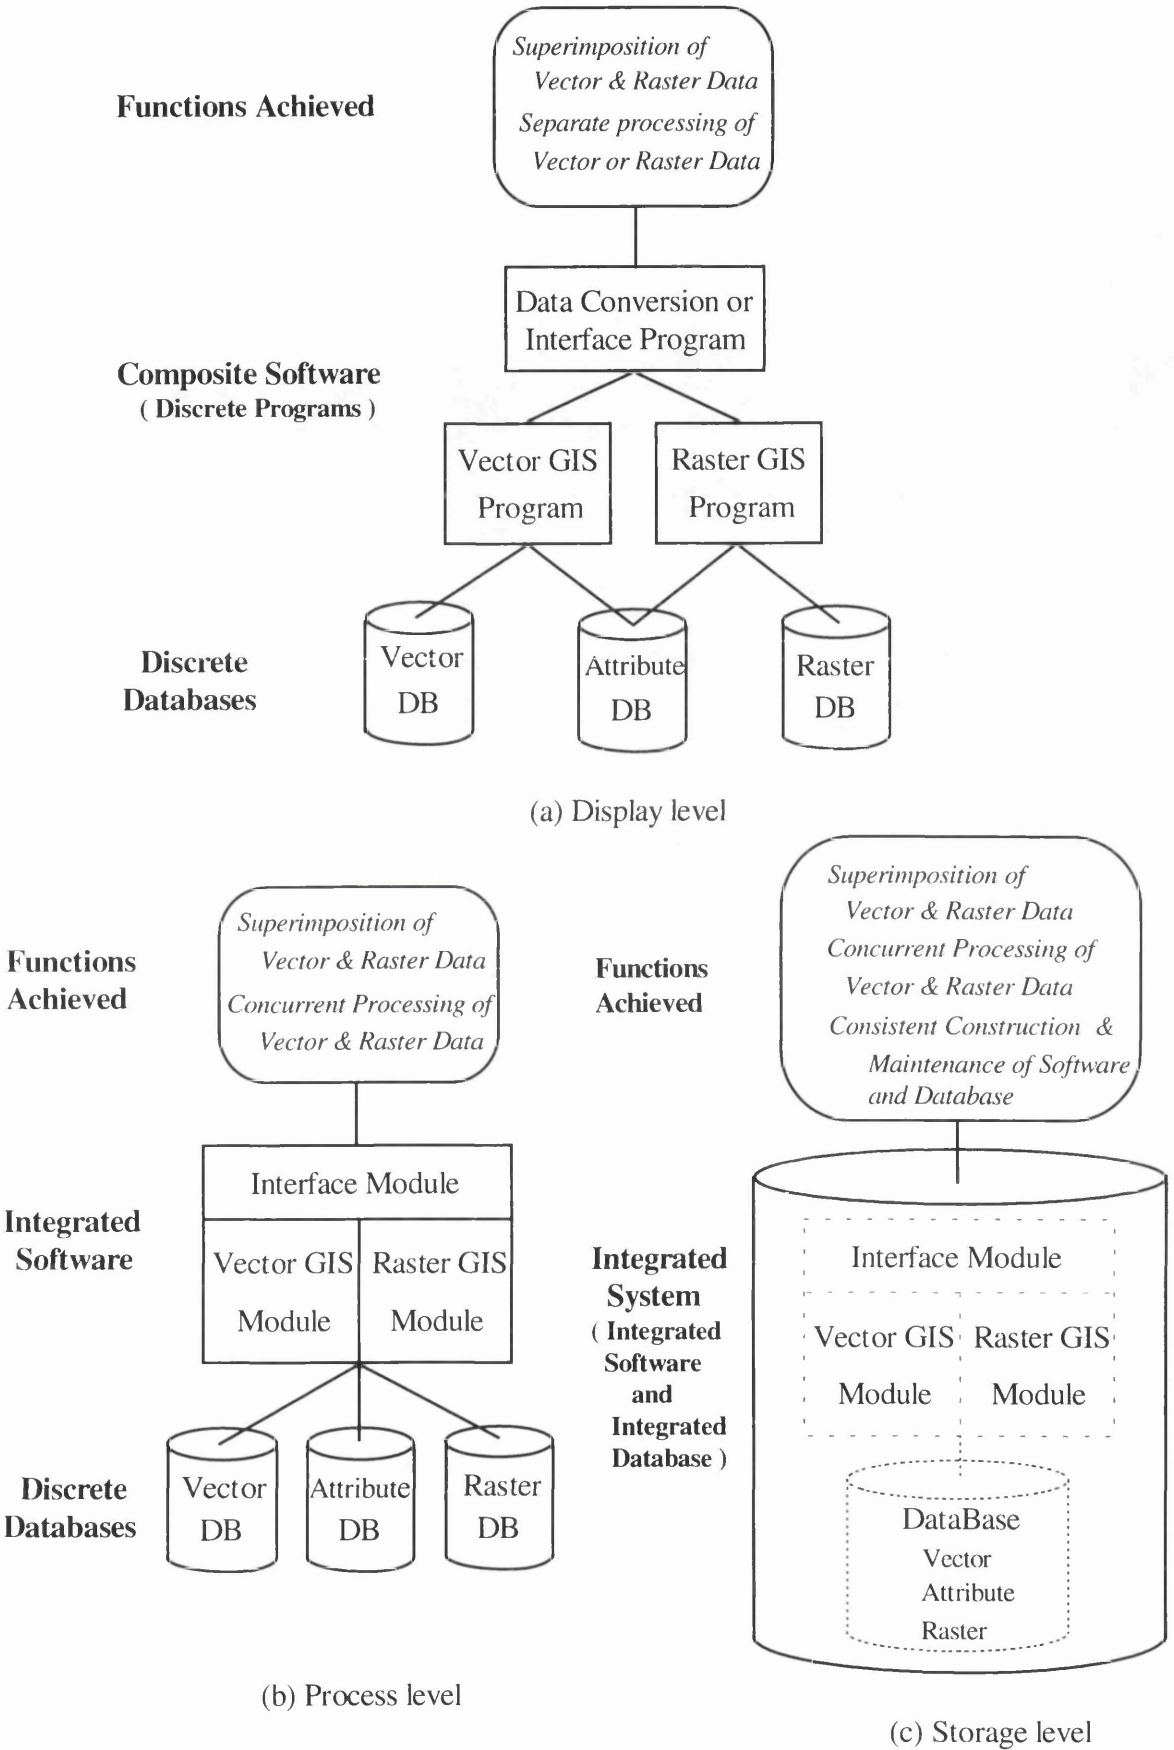 Superimposition of
Vector & Raster Data
Separate processing of
Vector or Raster Data
Functions Achieved
Data Conversion or
Interface Program
Composite Software
( Discrete Programs )
Vector GIS
Program
Raster GIS
Program
Discrete
Databases
Vector
DB
Attribute
DB
Raster
DB
(a) Display level
Functions
Achieved
Superimposition of
Vector & Raster Data
Concurrent Processing of
Vector & Raster Data
Integrated
Software
Interface Module
Vector GIS
Module
Raster GIS
Module
Discrete
Databases
Vector
DB
Attribute
DB
Raster
DB
(b) Process level
Functions
Achieved
Superimposition of
Vector & Raster Data
Concurrent Processing of
Vector & Raster Data
Consistent Construction &
Maintenance of Software
and Database
Integrated
System
( Integrated
Software
and
Integrated
Database )
Interface Module
Vector GIS
Module
Raster GIS
Module
DataBase
Vector
Attribute
Raster
(c) Storage level